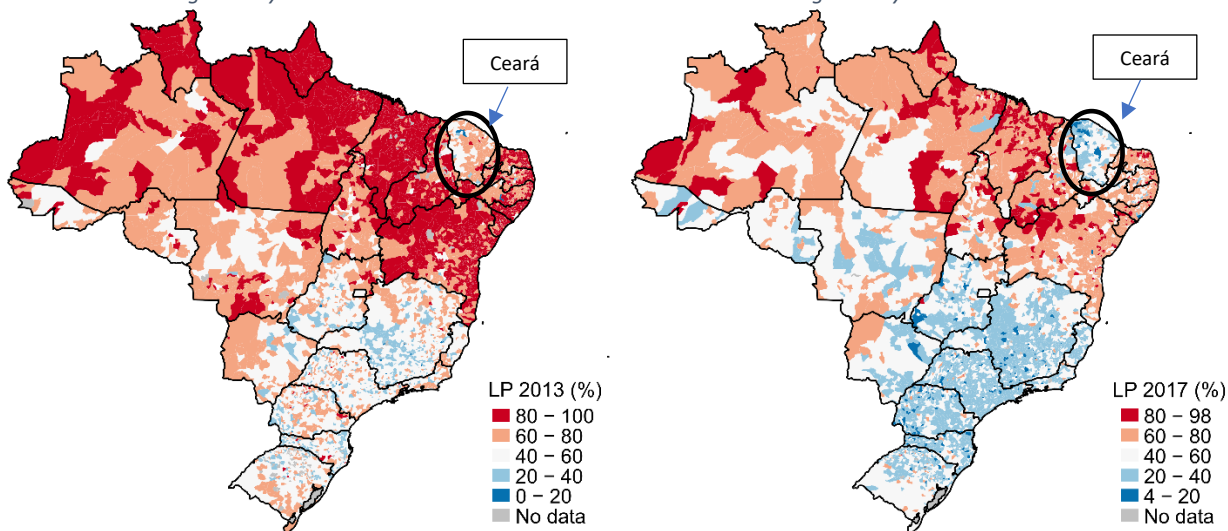 Ceará
Ceará
LP 2013 (%)
80 – 100
60 – 80
40 – 60
20 – 40
0 – 20
No data
LP 2017 (%)
80 – 98
60 – 80
40 – 60
20 – 40
4 – 20
No data